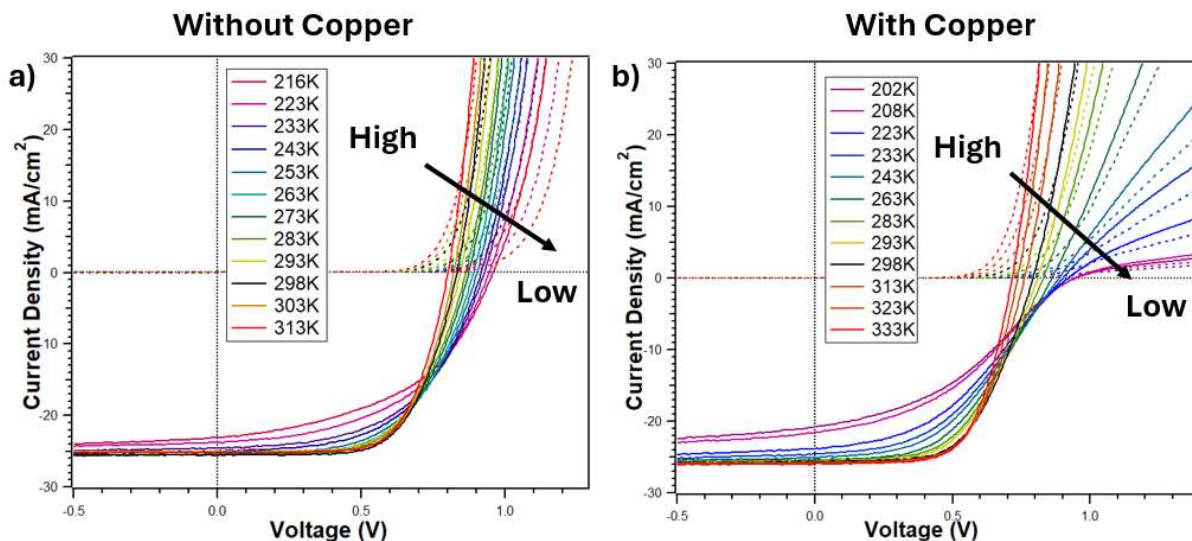 Without Copper
With Copper
a)
30
20
10
0
-10
-20
-30
Current Density (mA/cm²)
216K
223K
233K
243K
253K
263K
273K
283K
293K
298K
303K
313K
High
Low
-0.5
0.0
0.5
1.0
Voltage (V)
b)
30
20
10
0
-10
-20
-30
Current Density (mA/cm²)
202K
208K
223K
233K
243K
263K
283K
293K
298K
313K
323K
333K
High
Low
-0.5
0.0
0.5
1.0
Voltage (V)